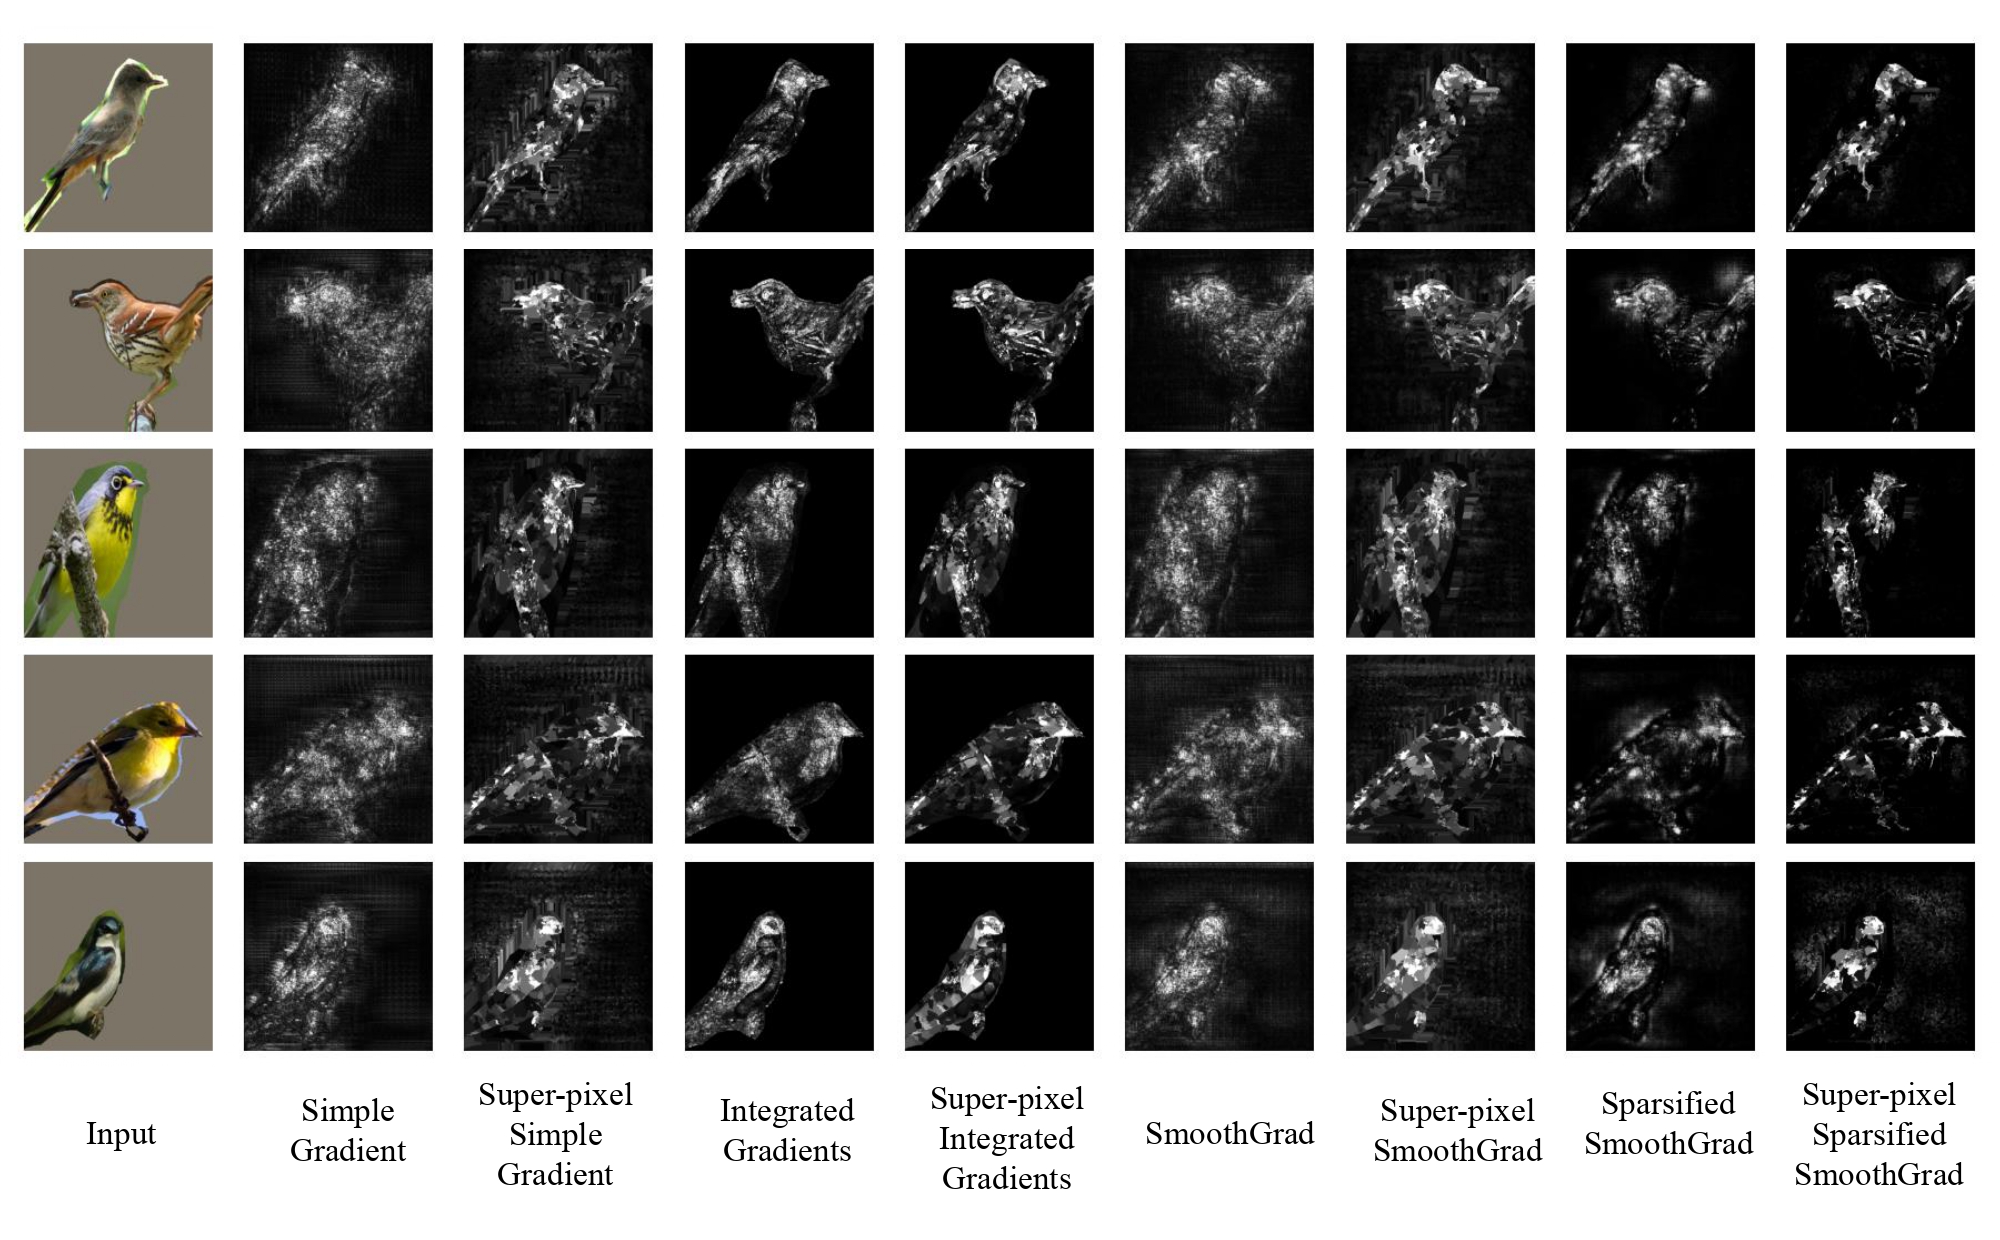 Input
Simple
Gradient
Super-pixel
Simple
Gradient
Integrated
Gradients
Super-pixel
Integrated
Gradients
SmoothGrad
Super-pixel
SmoothGrad
Sparsified
SmoothGrad
Super-pixel
Sparsified
SmoothGrad